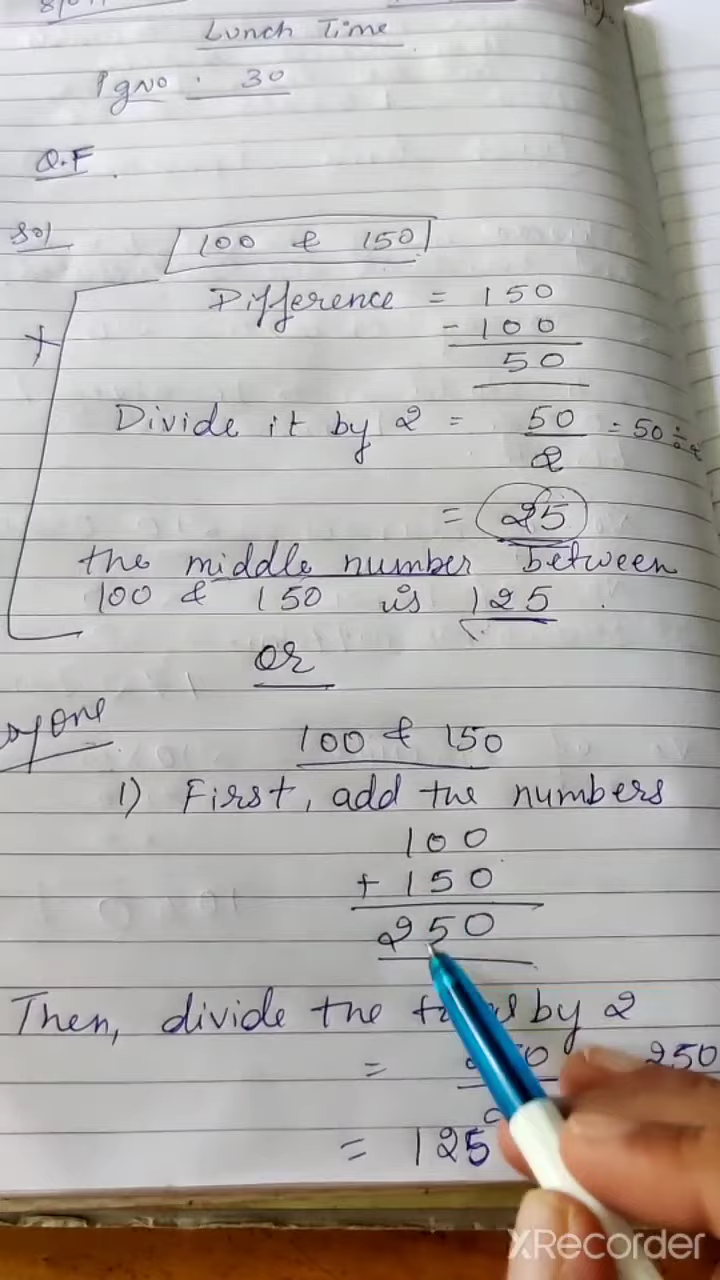 Lunch Time
Pg No . 30
Q.F
Sol
100 & 150
Difference = 150
- 100
50
Divide it by 2 = 50 = 50 ÷ 2
2
= 25
the middle number between
100 & 150 is 125
OR
one
100 & 150
1) First, add the numbers
100
+ 150
250
Then, divide the by 2
= 250
= 125
XRecorder